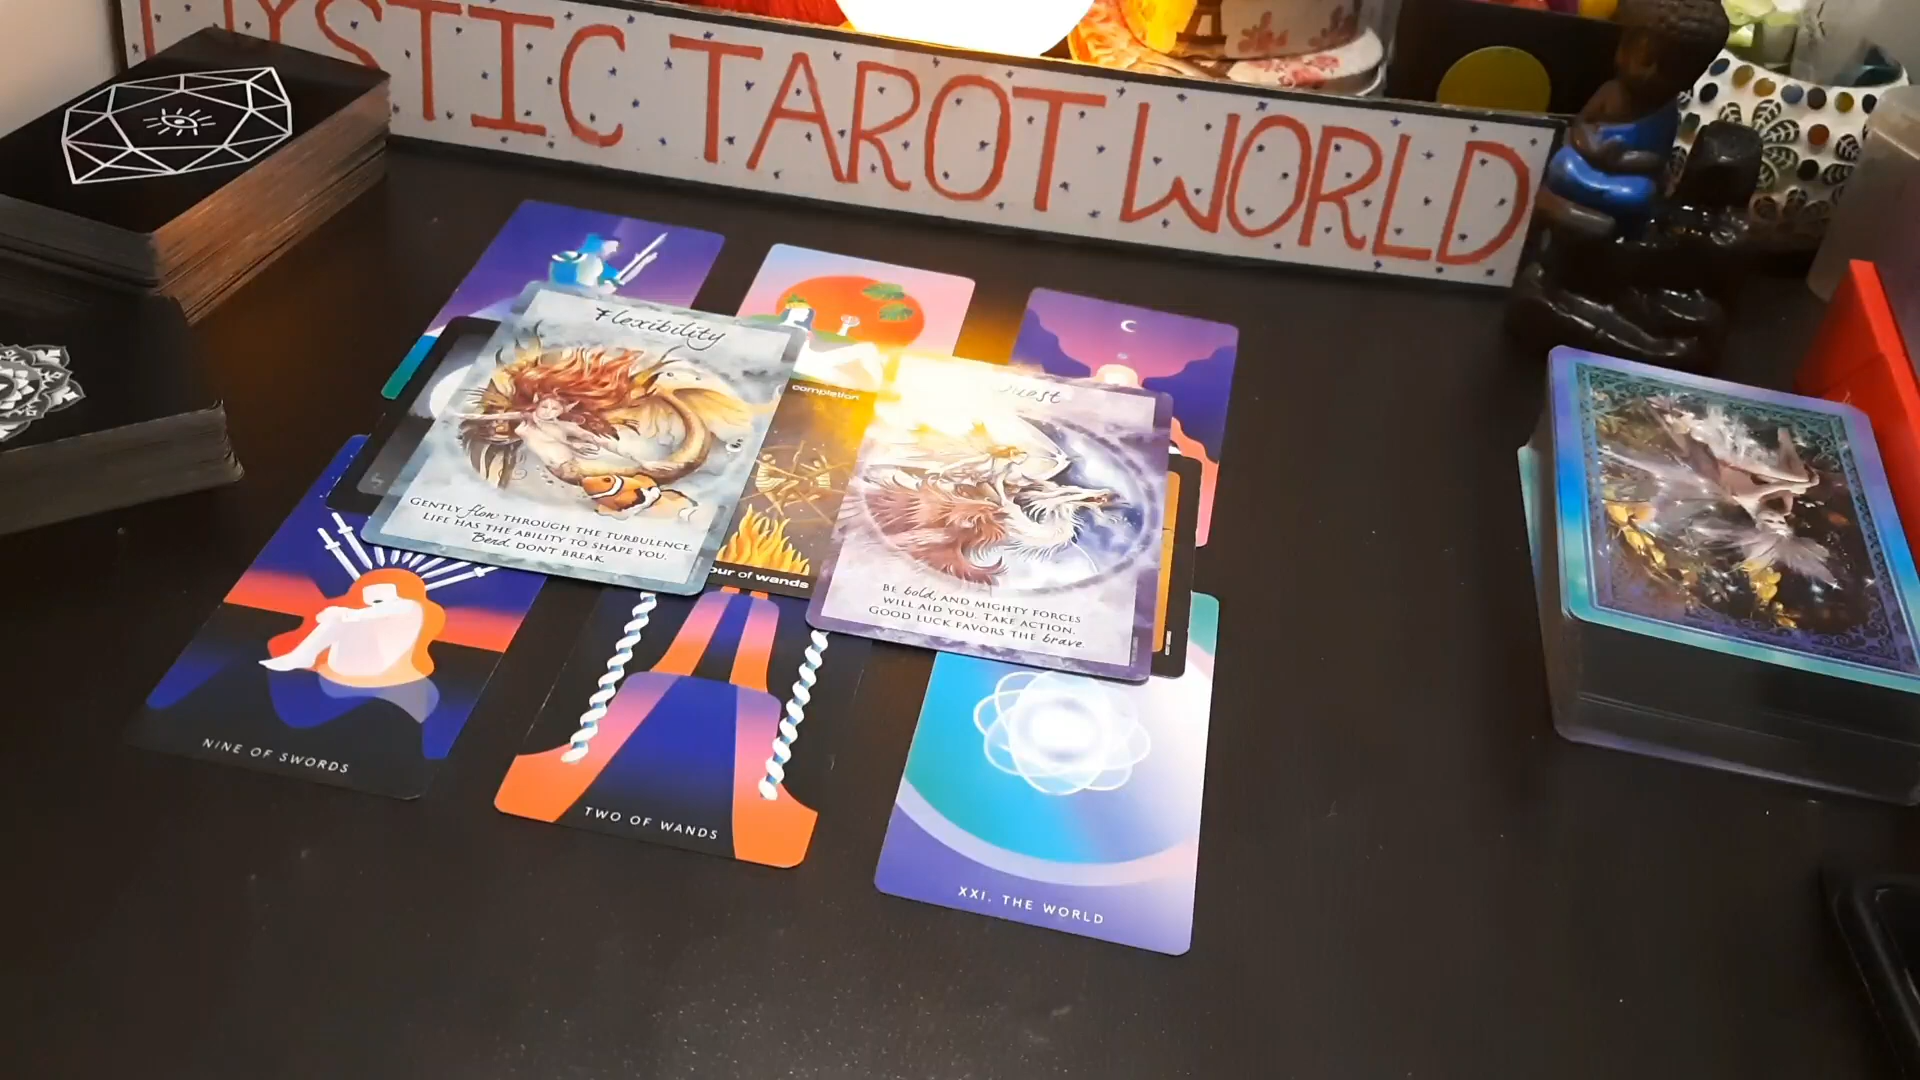 MYSTIC TAROT WORLD
Flexibility
GENTLY flow THROUGH THE TURBULENCE.
LIFE HAS THE ABILITY TO SHAPE YOU.
Bend, DON'T BREAK.
completion
our of wands
uest
BE bold, AND MIGHTY FORCES
WILL AID YOU. TAKE ACTION.
GOOD LUCK FAVORS THE brave.
NINE OF SWORDS
TWO OF WANDS
XXI. THE WORLD